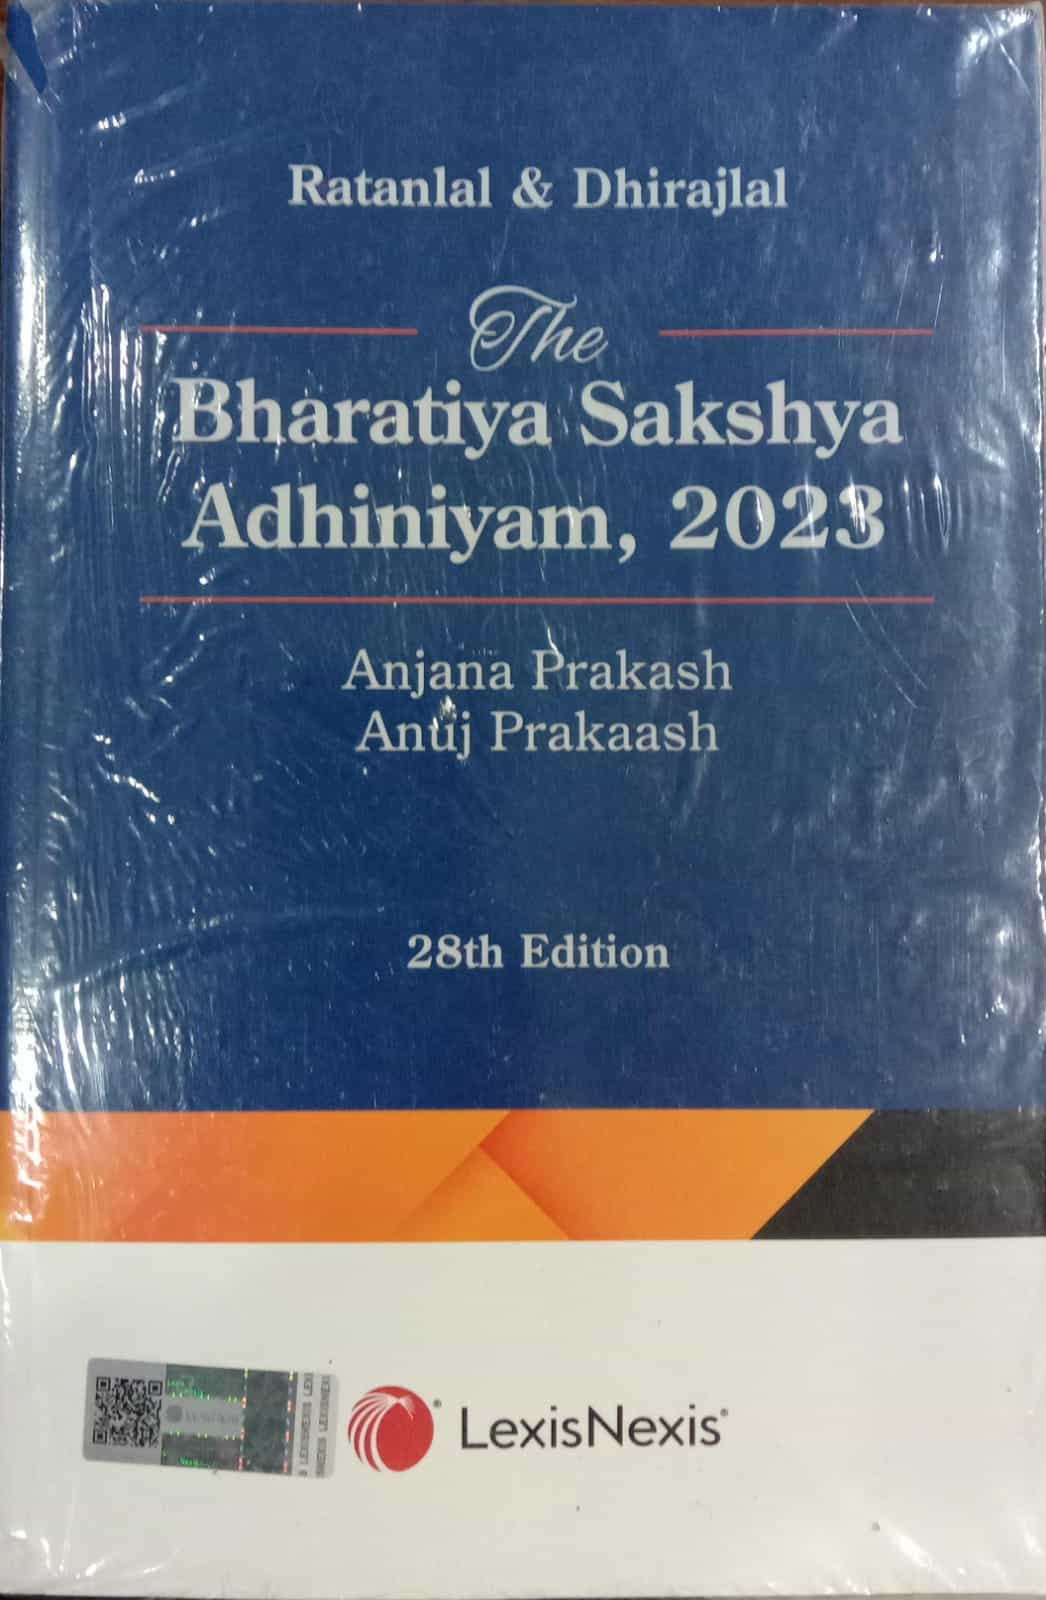 Ratanlal & Dhirajlal
The
Bharatiya Sakshya
Adhiniyam, 2023
Anjana Prakash
Anuj Prakaash
28th Edition
LexisNexis®